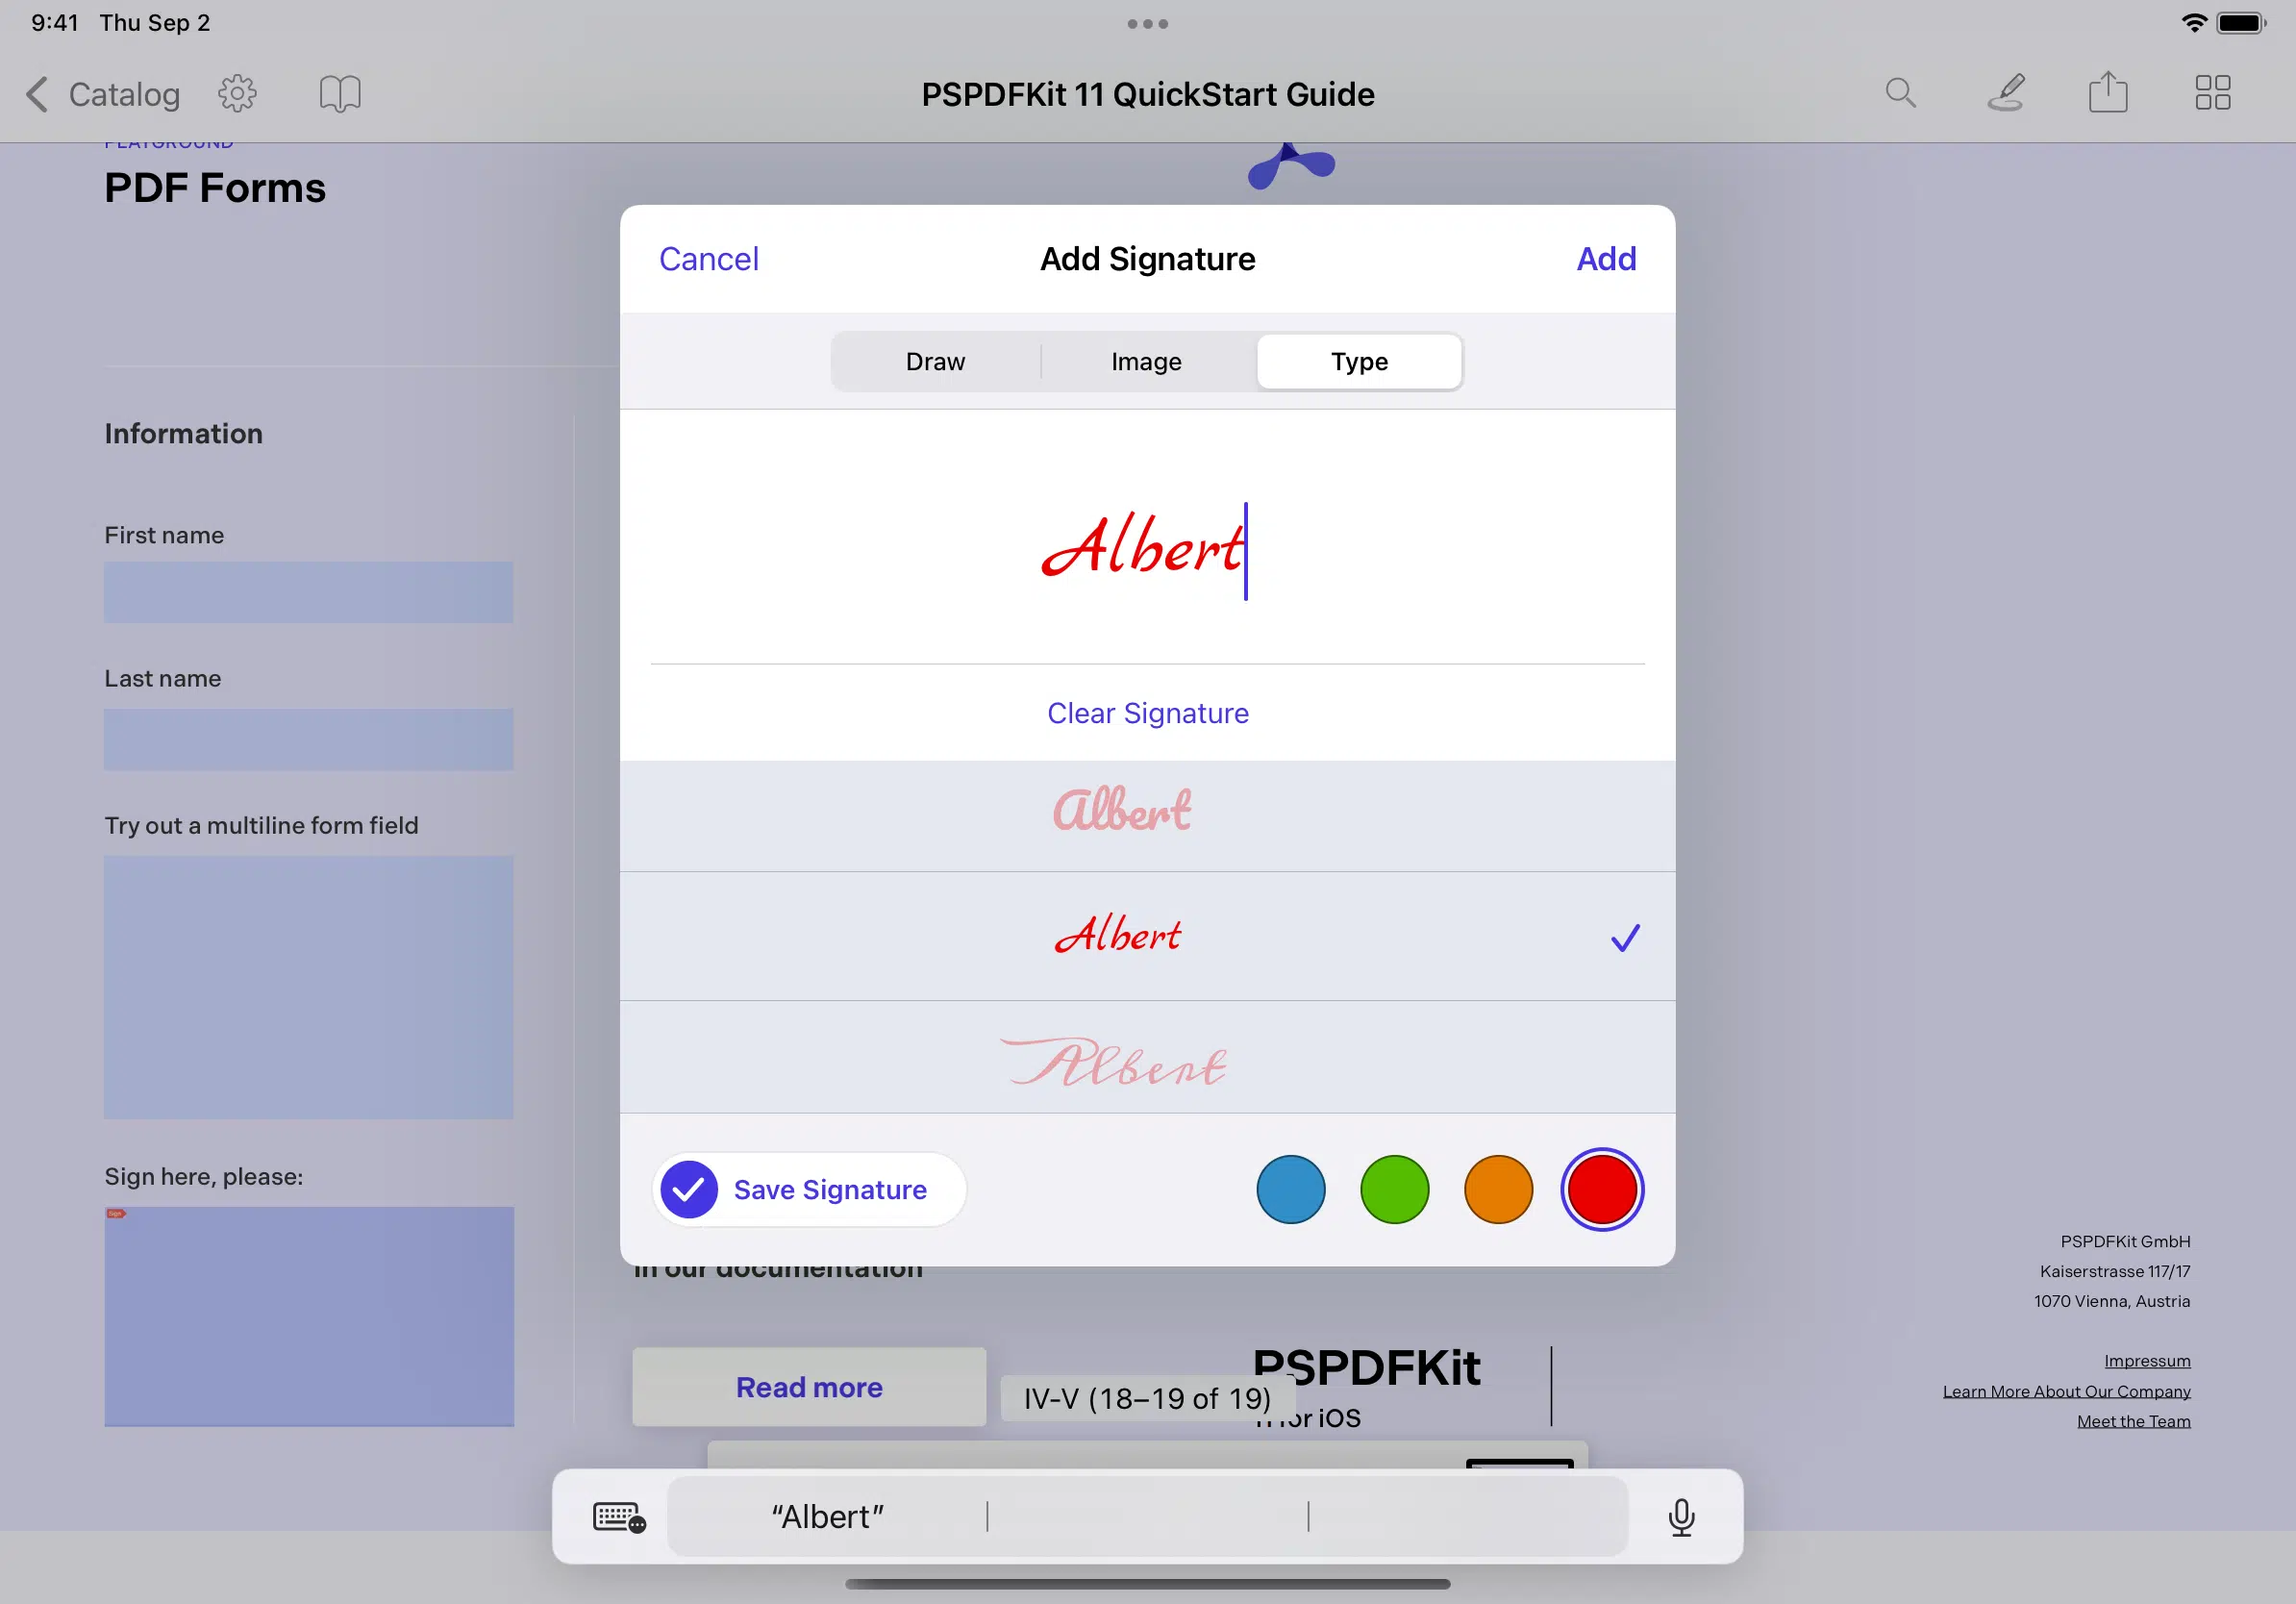 9:41 Thu Sep 2
Catalog
PSPDFKit 11 QuickStart Guide
PLAYGROUND
PDF Forms
Information
First name
Last name
Try out a multiline form field
Sign here, please:
Cancel
Add Signature
Add
Draw
Image
Type
Albert
Clear Signature
Albert
Albert
Albert
Save Signature
in our documentation
Read more
IV-V (18–19 of 19)
PSPDFKit
11 for iOS
PSPDFKit GmbH
Kaiserstrasse 117/17
1070 Vienna, Austria
Impressum
Learn More About Our Company
Meet the Team
“Albert”